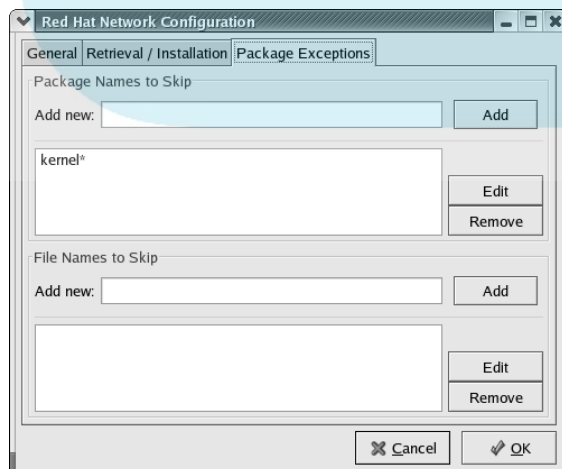 Red Hat Network Configuration
General Retrieval / Installation Package Exceptions
Package Names to Skip
Add new: Add
kernel*
Edit
Remove
File Names to Skip
Add new: Add
Edit
Remove
Cancel OK